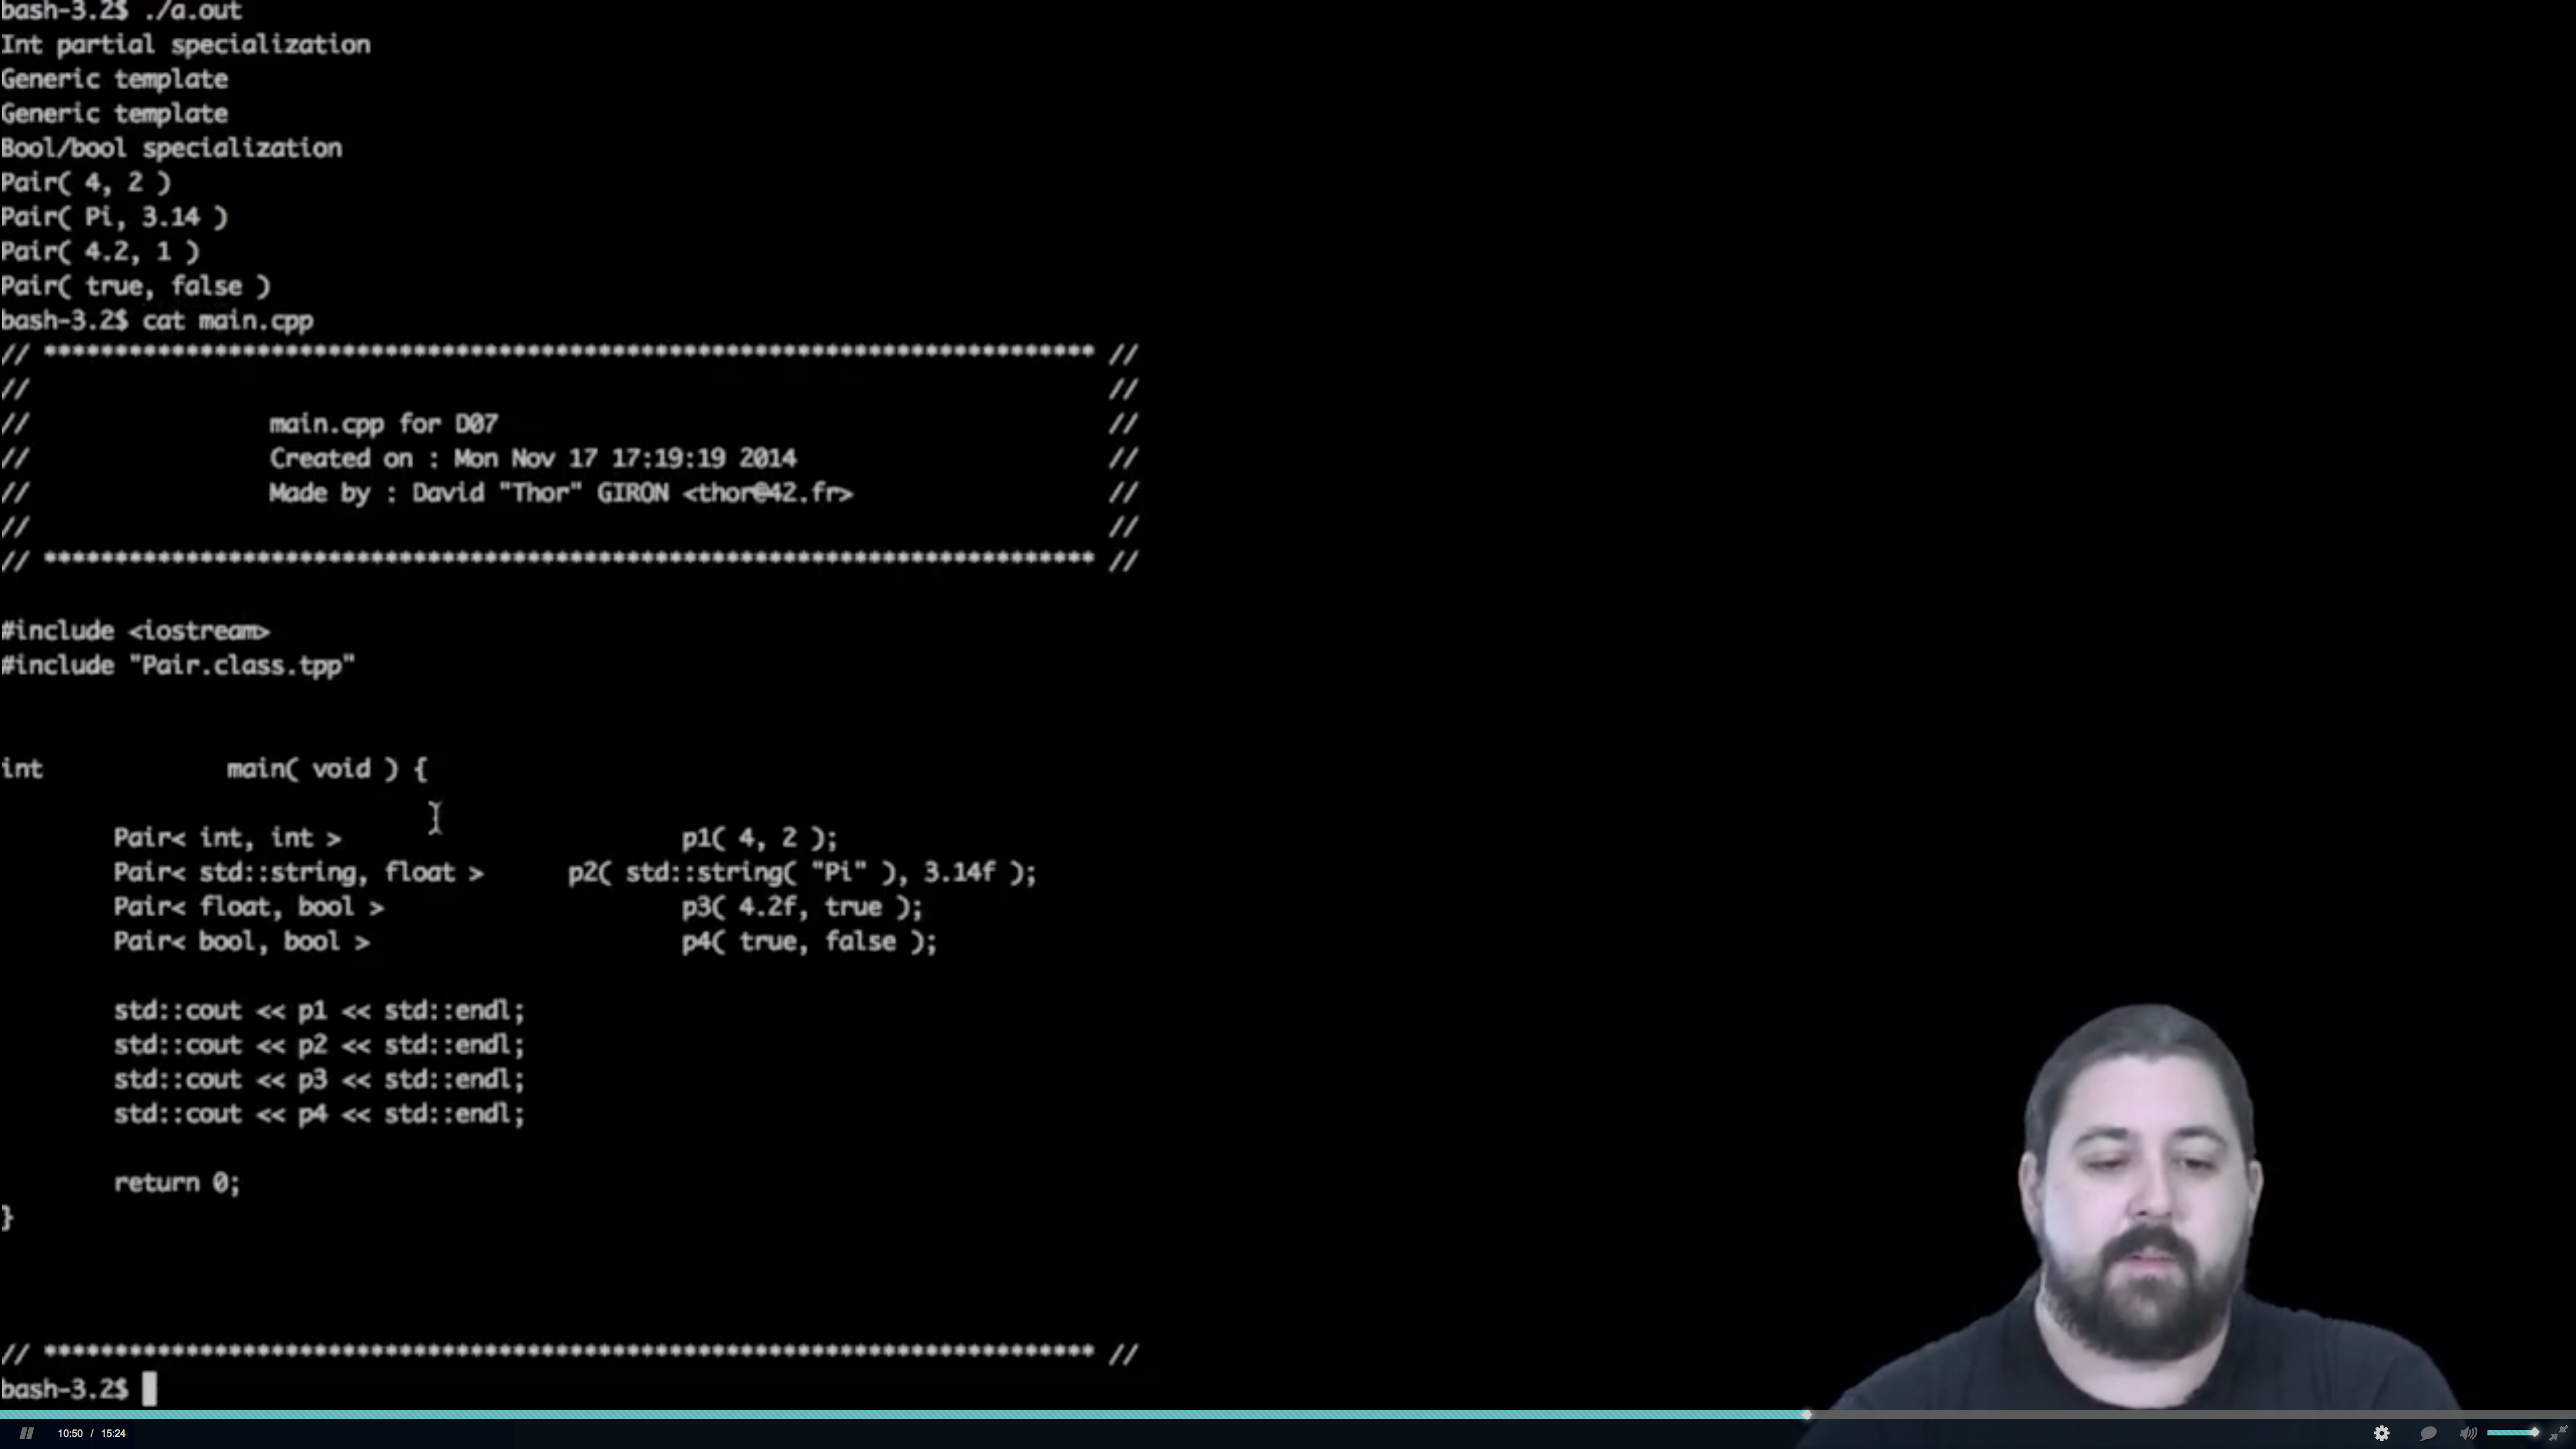 bash-3.2$ ./a.out
Int partial specialization
Generic template
Generic template
Bool/bool specialization
Pair( 4, 2 )
Pair( Pi, 3.14 )
Pair( 4.2, 1 )
Pair( true, false )
bash-3.2$ cat main.cpp
// ************************************************************************** //
// //
// main.cpp for D07 //
// Created on : Mon Nov 17 17:19:19 2014 //
// Made by : David "Thor" GIRON <thor@42.fr> //
// //
// ************************************************************************** //
#include <iostream>
#include "Pair.class.tpp"
int main( void ) {
Pair< int, int > p1( 4, 2 );
Pair< std::string, float > p2( std::string( "Pi" ), 3.14f );
Pair< float, bool > p3( 4.2f, true );
Pair< bool, bool > p4( true, false );
std::cout << p1 << std::endl;
std::cout << p2 << std::endl;
std::cout << p3 << std::endl;
std::cout << p4 << std::endl;
return 0;
}
// ************************************************************************** //
bash-3.2$
10:50 / 15:24